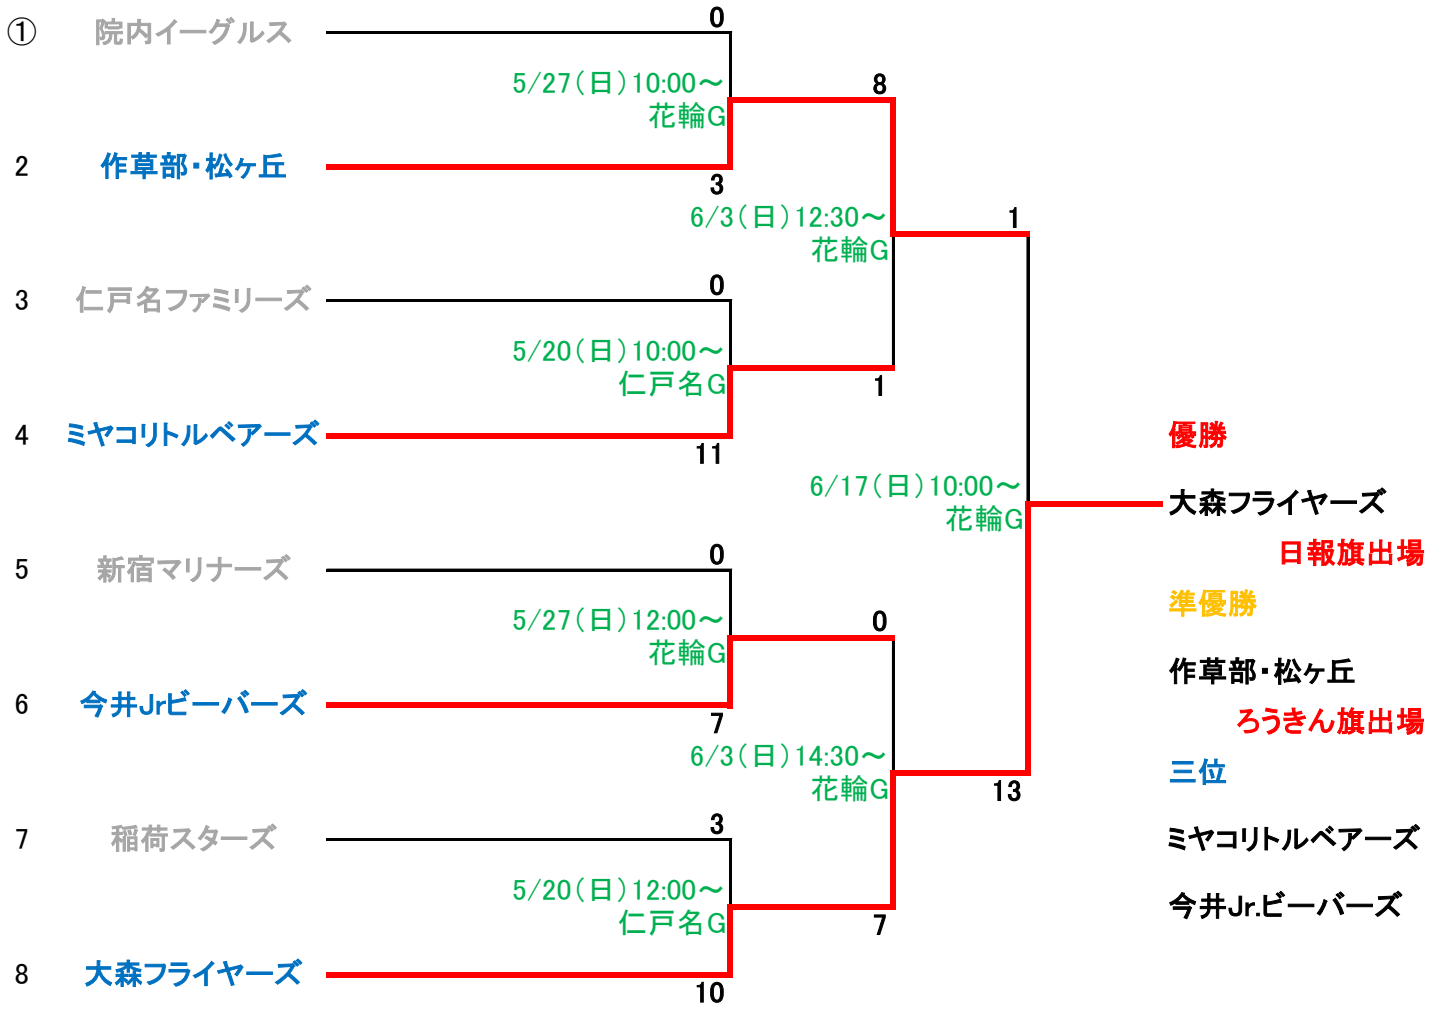 ① 院内イーグルス
0
5/27(日)10:00～
花輪G
8
2 作草部・松ヶ丘
3
6/3(日)12:30～
花輪G
1
3 仁戸名ファミリーズ
0
5/20(日)10:00～
仁戸名G
1
4 ミヤコリトルベアーズ
11
6/17(日)10:00～
花輪G
5 新宿マリナーズ
0
5/27(日)12:00～
花輪G
0
6 今井Jrビーバーズ
7
6/3(日)14:30～
花輪G
13
7 稲荷スターズ
3
5/20(日)12:00～
仁戸名G
7
8 大森フライヤーズ
10
優勝
大森フライヤーズ
日報旗出場
準優勝
作草部・松ヶ丘
ろうきん旗出場
三位
ミヤコリトルベアーズ
今井Jr.ビーバーズ